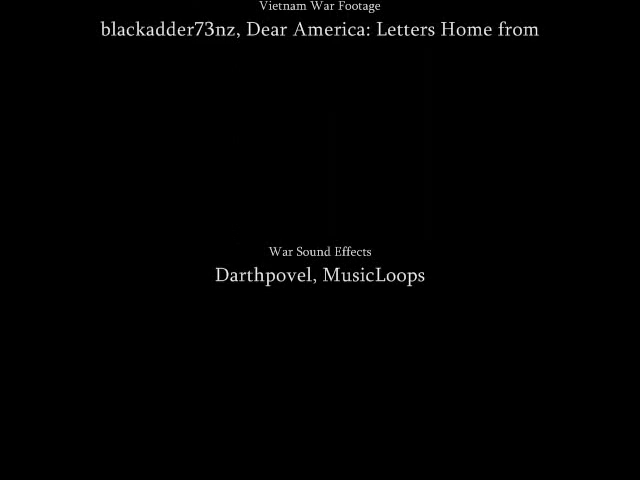 Vietnam War Footage
blackadder73nz, Dear America: Letters Home from
War Sound Effects
Darthpovel, MusicLoops